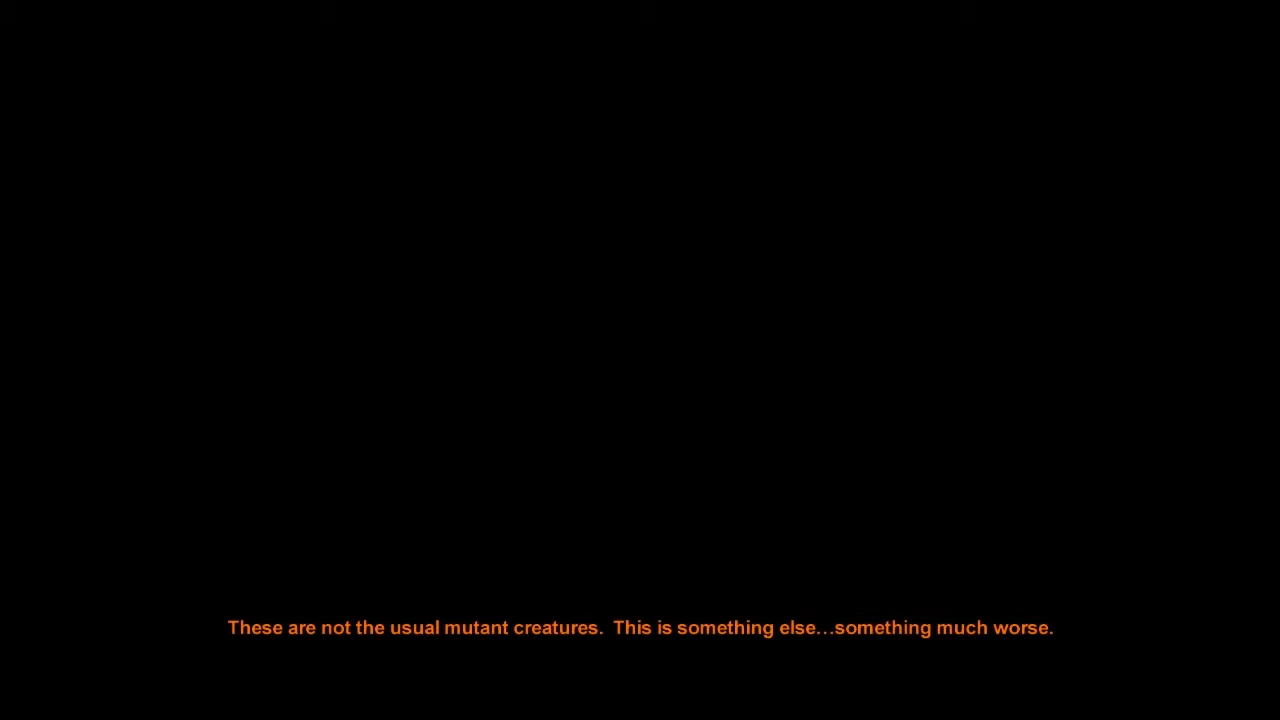 These are not the usual mutant creatures.  This is something else…something much worse.